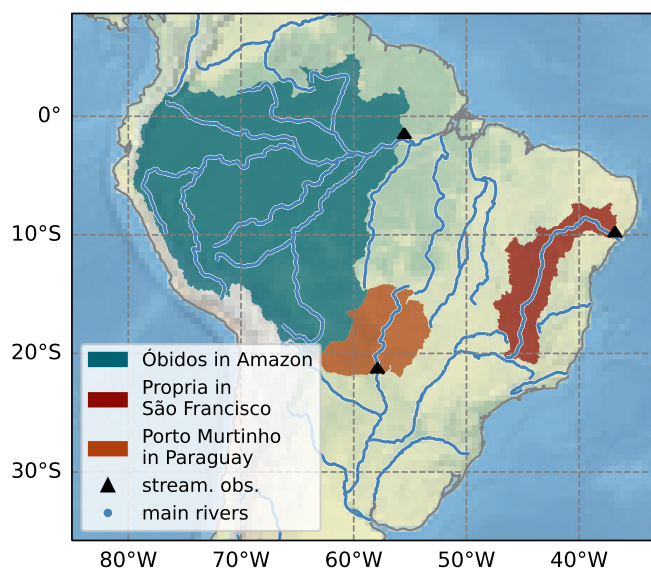 0°
10°S
20°S
30°S
Óbidos in Amazon
Propria in
São Francisco
Porto Murtinho
in Paraguay
stream. obs.
main rivers
80°W
70°W
60°W
50°W
40°W